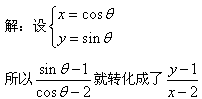 解：设{x=cosθ
y=sinθ
所以 (sinθ-1)/(cosθ-2) 就转化成了 (y-1)/(x-2)